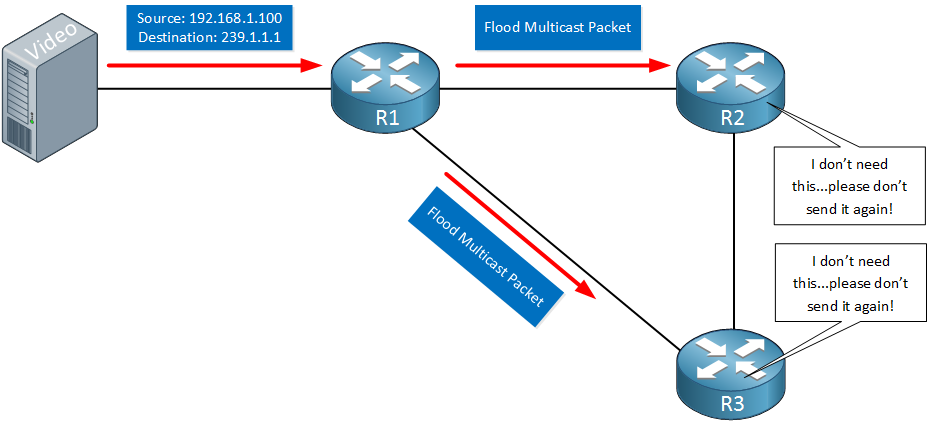 Video
Source: 192.168.1.100
Destination: 239.1.1.1
Flood Multicast Packet
R1
R2
I don't need
this...please don't
send it again!
Flood Multicast Packet
I don't need
this...please don't
send it again!
R3